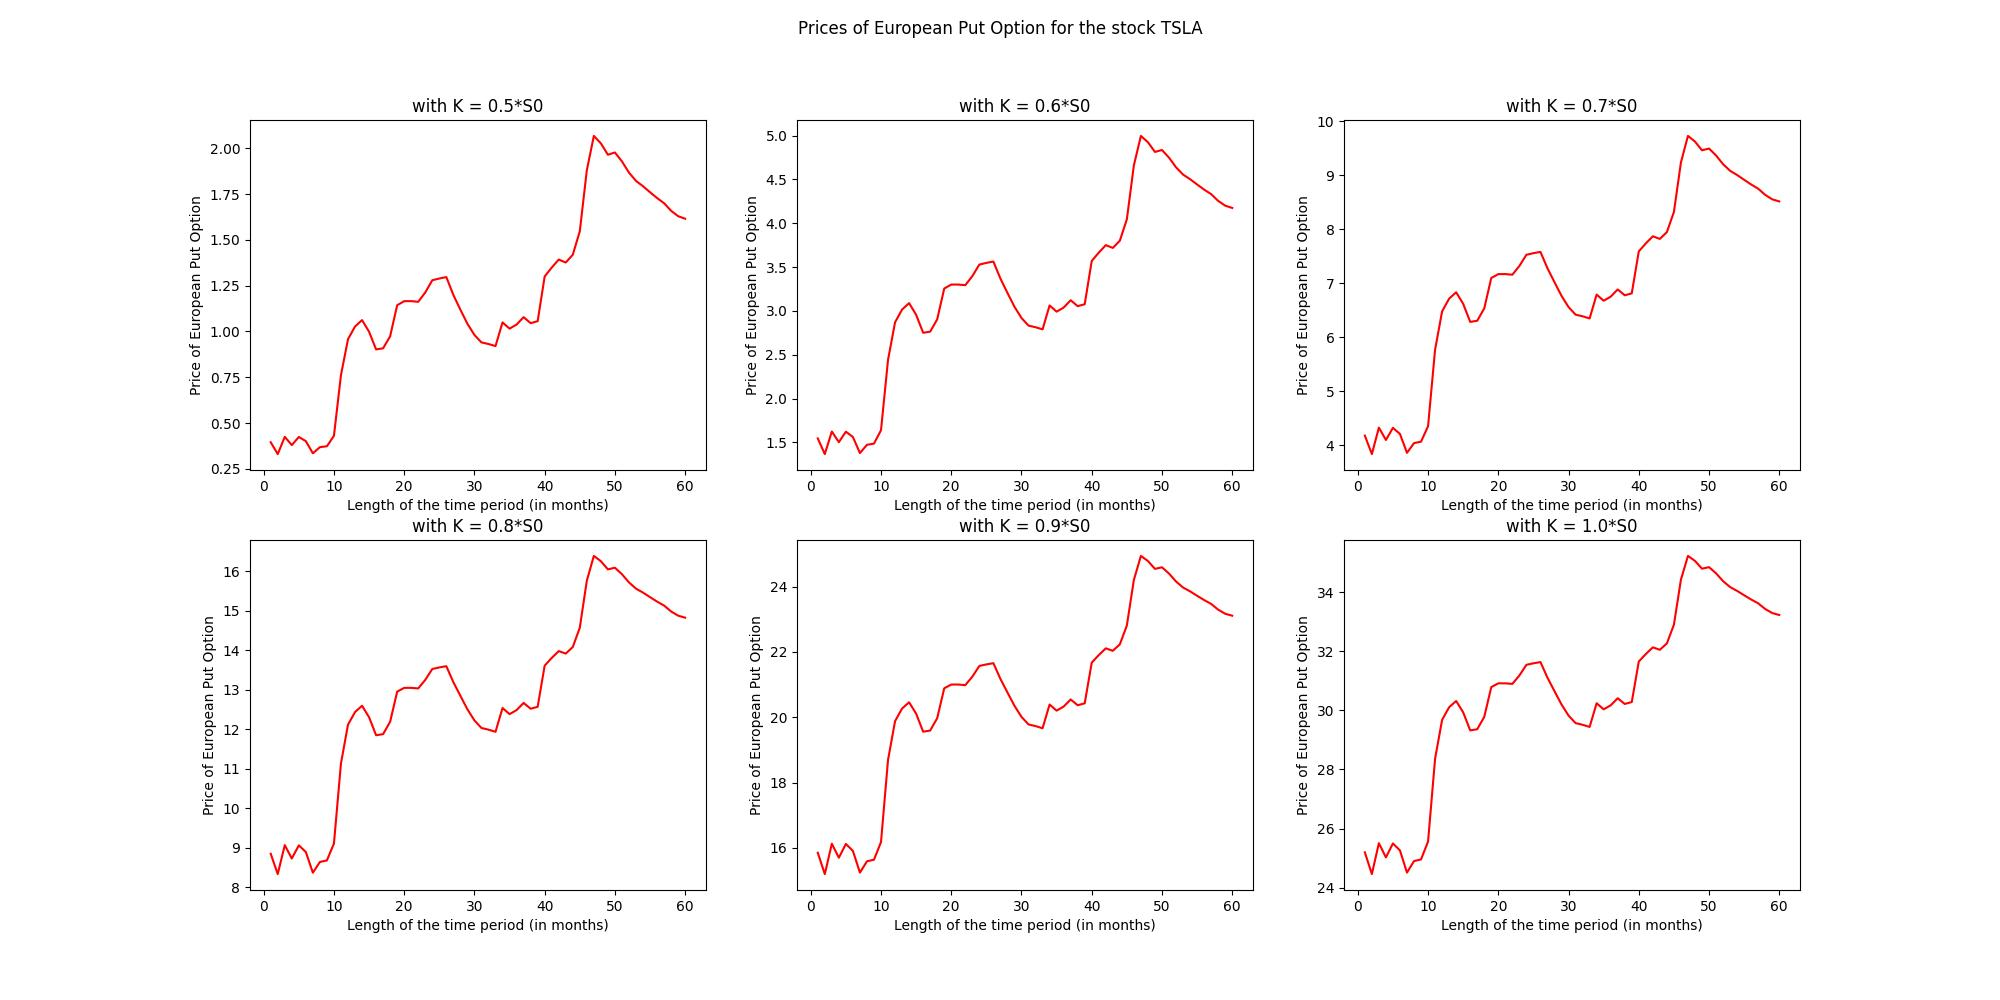 Prices of European Put Option for the stock TSLA
with K = 0.5*S0
Price of European Put Option
2.00
1.75
1.50
1.25
1.00
0.75
0.50
0.25
0 10 20 30 40 50 60
Length of the time period (in months)
with K = 0.6*S0
Price of European Put Option
5.0
4.5
4.0
3.5
3.0
2.5
2.0
1.5
0 10 20 30 40 50 60
Length of the time period (in months)
with K = 0.7*S0
Price of European Put Option
10
9
8
7
6
5
4
0 10 20 30 40 50 60
Length of the time period (in months)
with K = 0.8*S0
Price of European Put Option
16
15
14
13
12
11
10
9
8
0 10 20 30 40 50 60
Length of the time period (in months)
with K = 0.9*S0
Price of European Put Option
24
22
20
18
16
0 10 20 30 40 50 60
Length of the time period (in months)
with K = 1.0*S0
Price of European Put Option
34
32
30
28
26
24
0 10 20 30 40 50 60
Length of the time period (in months)